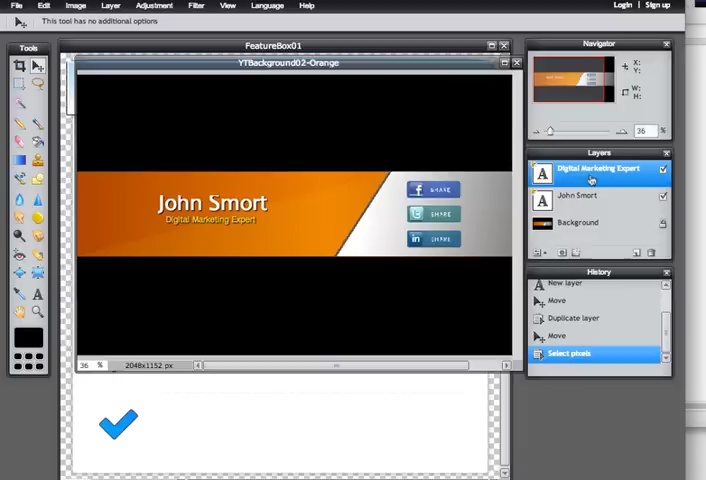 File Edit Image Layer Adjustment Filter View Language Help Login | Sign up
This tool has no additional options
Tools
FeatureBox01
YTBackground02-Orange
John Smort
Digital Marketing Expert
SHARE
SHARE
SHARE
36 % 2048x1152 px
Navigator
X:
Y:
W:
H:
36 %
Layers
A Digital Marketing Expert
A John Smort
Background
History
New layer
Move
Duplicate layer
Move
Select pixels